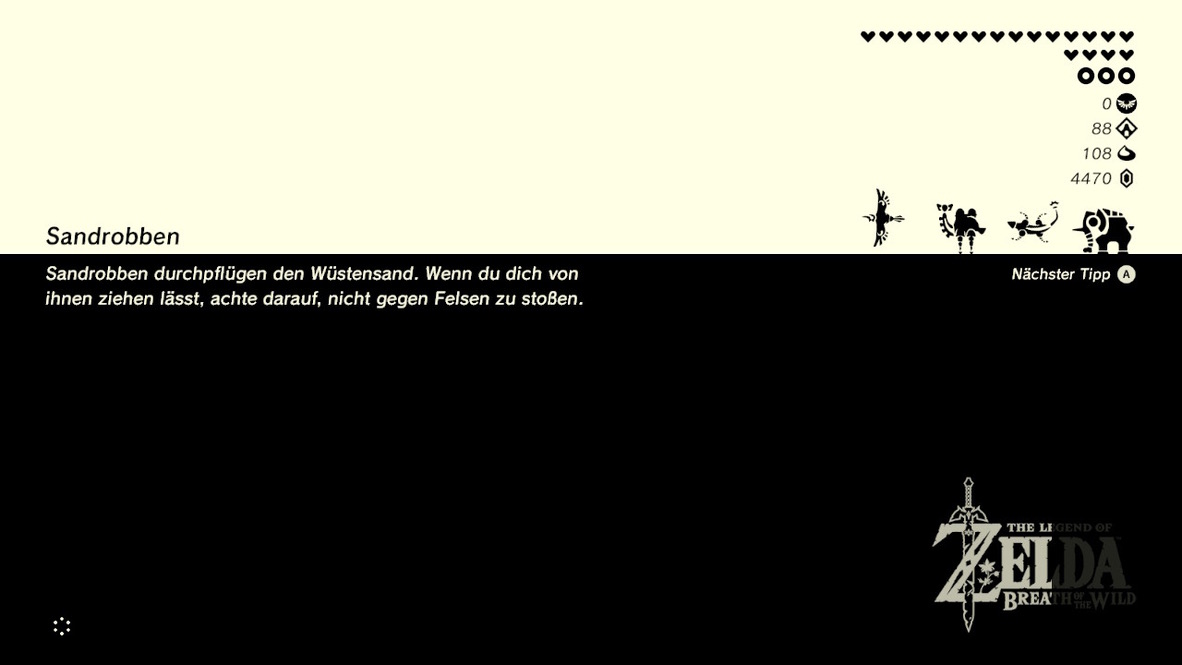 0
88
108
4470
Sandrobben
Sandrobben durchpflügen den Wüstensand. Wenn du dich von
ihnen ziehen lässt, achte darauf, nicht gegen Felsen zu stoßen.
Nächster Tipp A
THE LEGEND OF
ZELDA
BREATH OF THE WILD